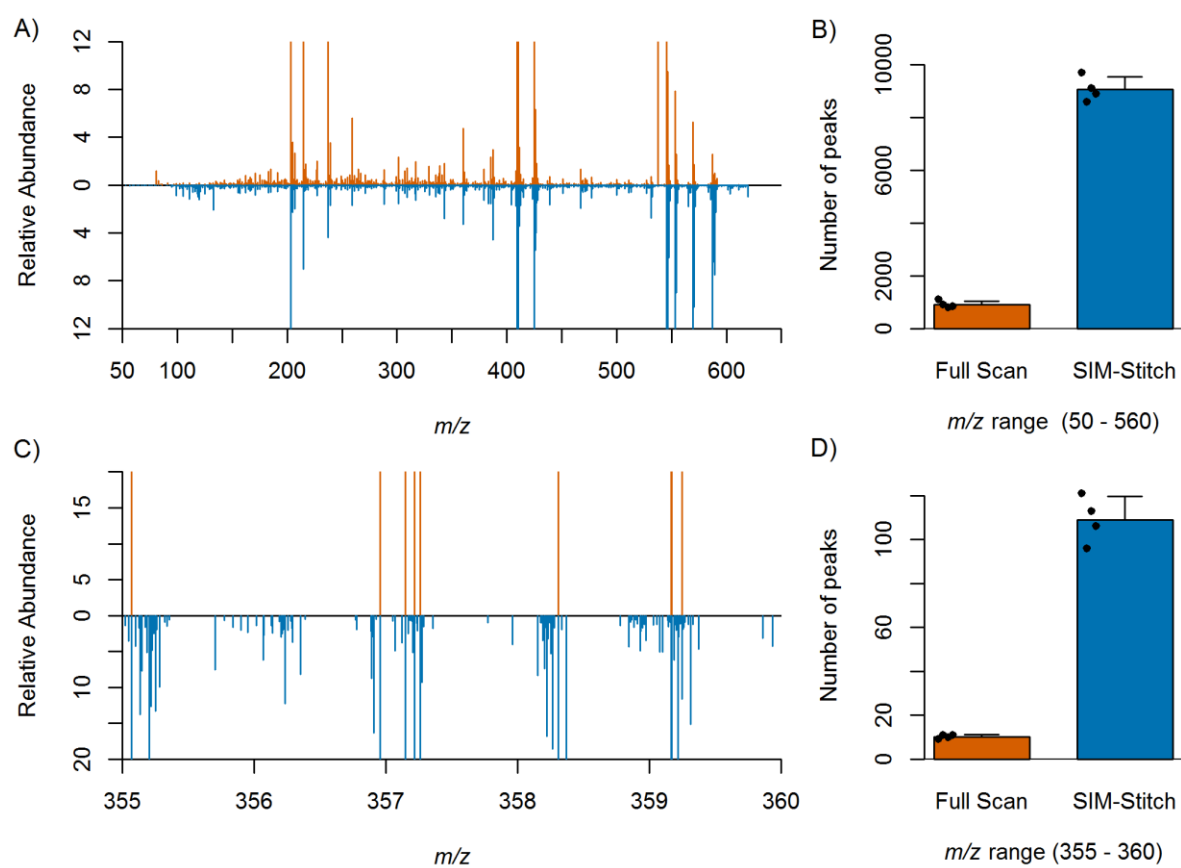 A)
12
8
4
0
4
8
12
Relative Abundance
50 100 200 300 400 500 600
m/z
B)
10000
6000
2000
0
Number of peaks
Full Scan SIM-Stitch
m/z range (50 - 560)
C)
15
5
0
10
20
Relative Abundance
355 356 357 358 359 360
m/z
D)
100
60
20
0
Number of peaks
Full Scan SIM-Stitch
m/z range (355 - 360)